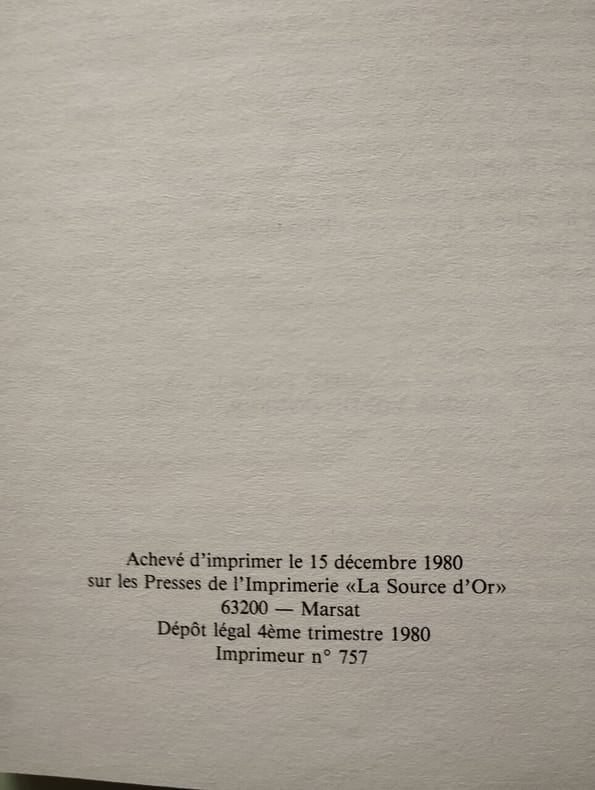 Achevé d'imprimer le 15 décembre 1980
sur les Presses de l'Imprimerie «La Source d'Or»
63200 — Marsat
Dépôt légal 4ème trimestre 1980
Imprimeur n° 757